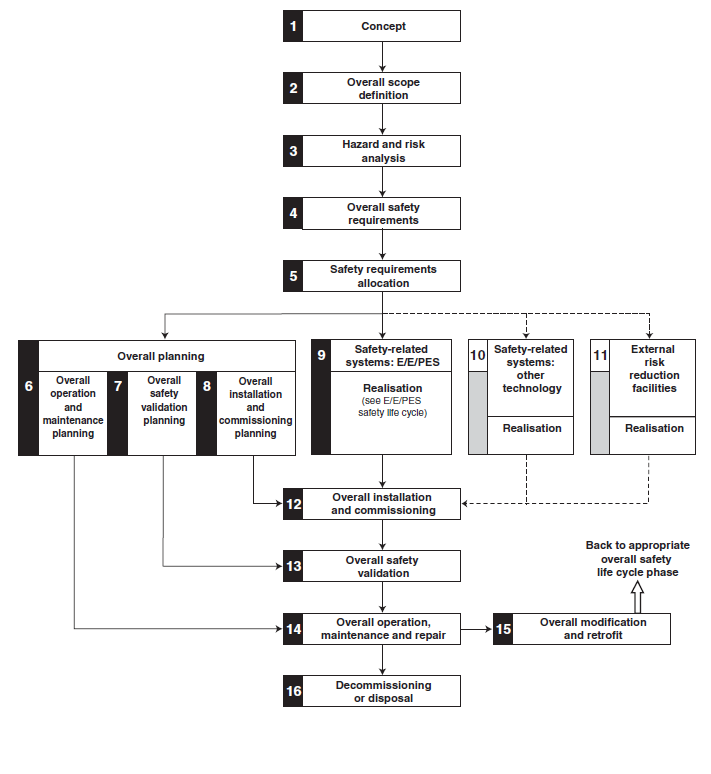 1
Concept
2
Overall scope
definition
3
Hazard and risk
analysis
4
Overall safety
requirements
5
Safety requirements
allocation
Overall planning
6
Overall
operation
and
maintenance
planning
7
Overall
safety
validation
planning
8
Overall
installation
and
commissioning
planning
9
Safety-related
systems: E/E/PES
Realisation
(see E/E/PES
safety life cycle)
10
Safety-related
systems:
other
technology
Realisation
11
External
risk
reduction
facilities
Realisation
12
Overall installation
and commissioning
Back to appropriate
overall safety
life cycle phase
13
Overall safety
validation
14
Overall operation,
maintenance and repair
15
Overall modification
and retrofit
16
Decommissioning
or disposal